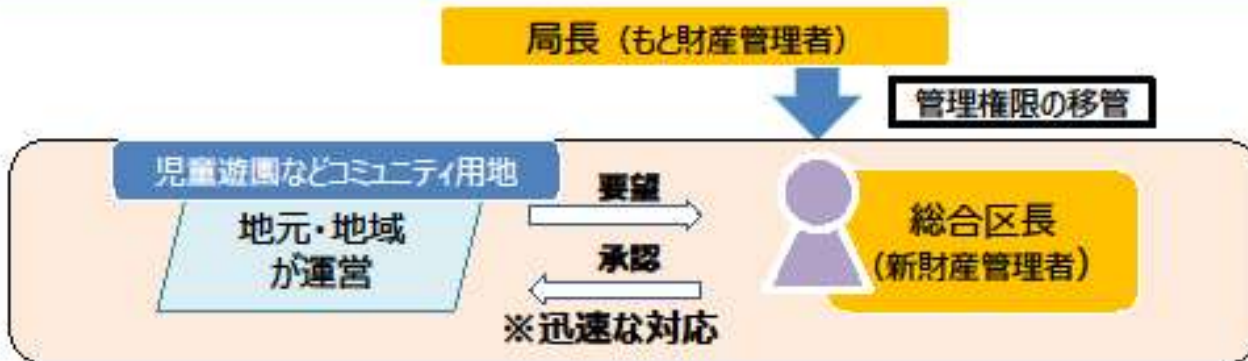 局長（もと財産管理者）
管理権限の移管
児童遊園などコミュニティ用地
地元・地域
が運営
要望
承認
※迅速な対応
総合区長
（新財産管理者）